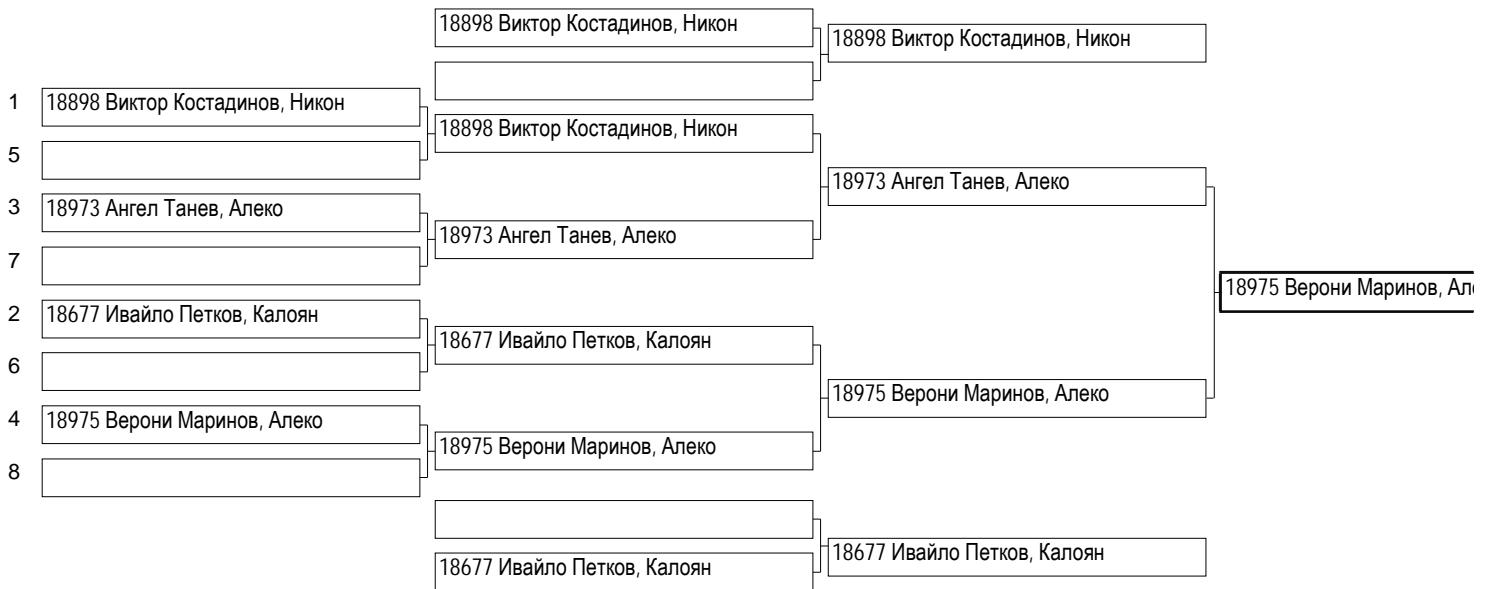 18898 Виктор Костадинов, Никон
18898 Виктор Костадинов, Никон
1 18898 Виктор Костадинов, Никон
18898 Виктор Костадинов, Никон
5
18973 Ангел Танев, Алеко
3 18973 Ангел Танев, Алеко
18973 Ангел Танев, Алеко
7
18975 Верони Маринов,
2 18677 Ивайло Петков, Калоян
18677 Ивайло Петков, Калоян
6
18975 Верони Маринов, Алеко
4 18975 Верони Маринов, Алеко
18975 Верони Маринов, Алеко
8
18677 Ивайло Петков, Калоян
18677 Ивайло Петков, Калоян